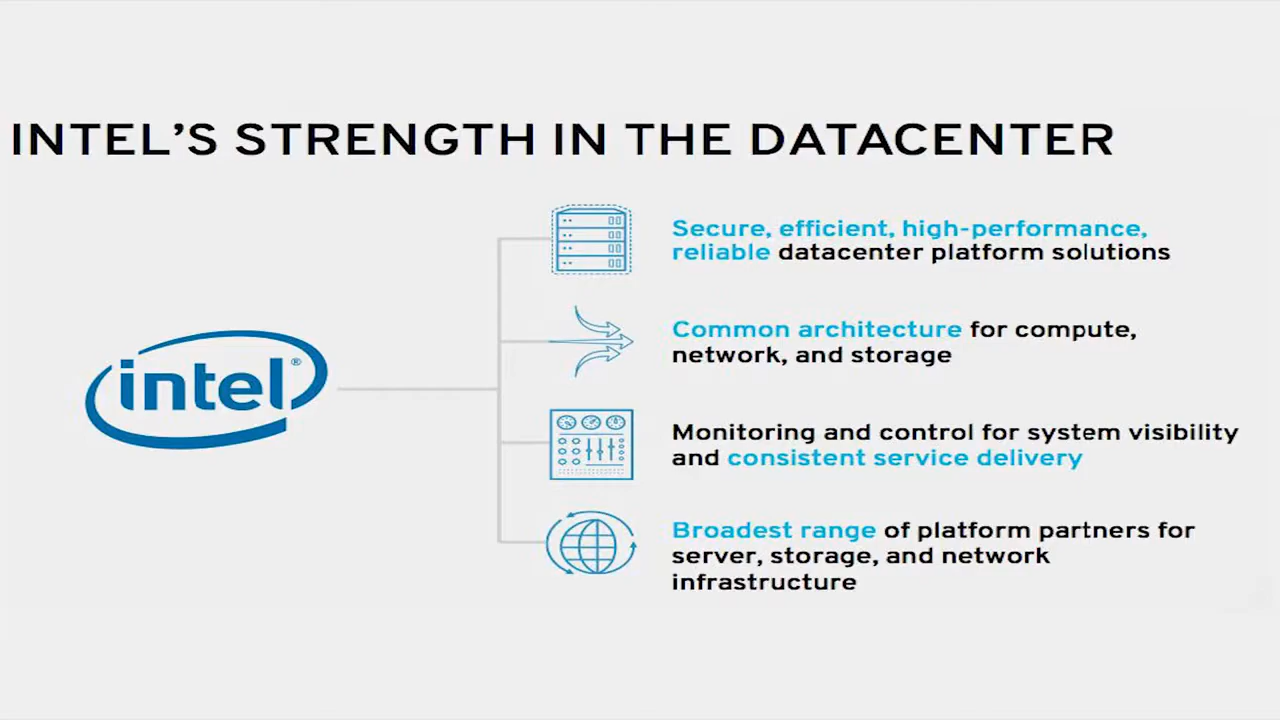 INTEL'S STRENGTH IN THE DATACENTER
intel®
Secure, efficient, high-performance,
reliable datacenter platform solutions
Common architecture for compute,
network, and storage
Monitoring and control for system visibility
and consistent service delivery
Broadest range of platform partners for
server, storage, and network
infrastructure